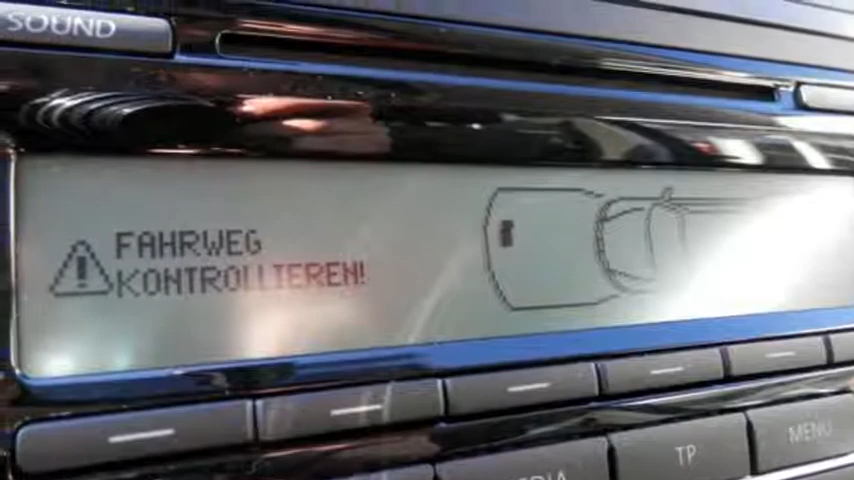 SOUND
FAHRWEG
KONTROLLIEREN!
TP
MENU